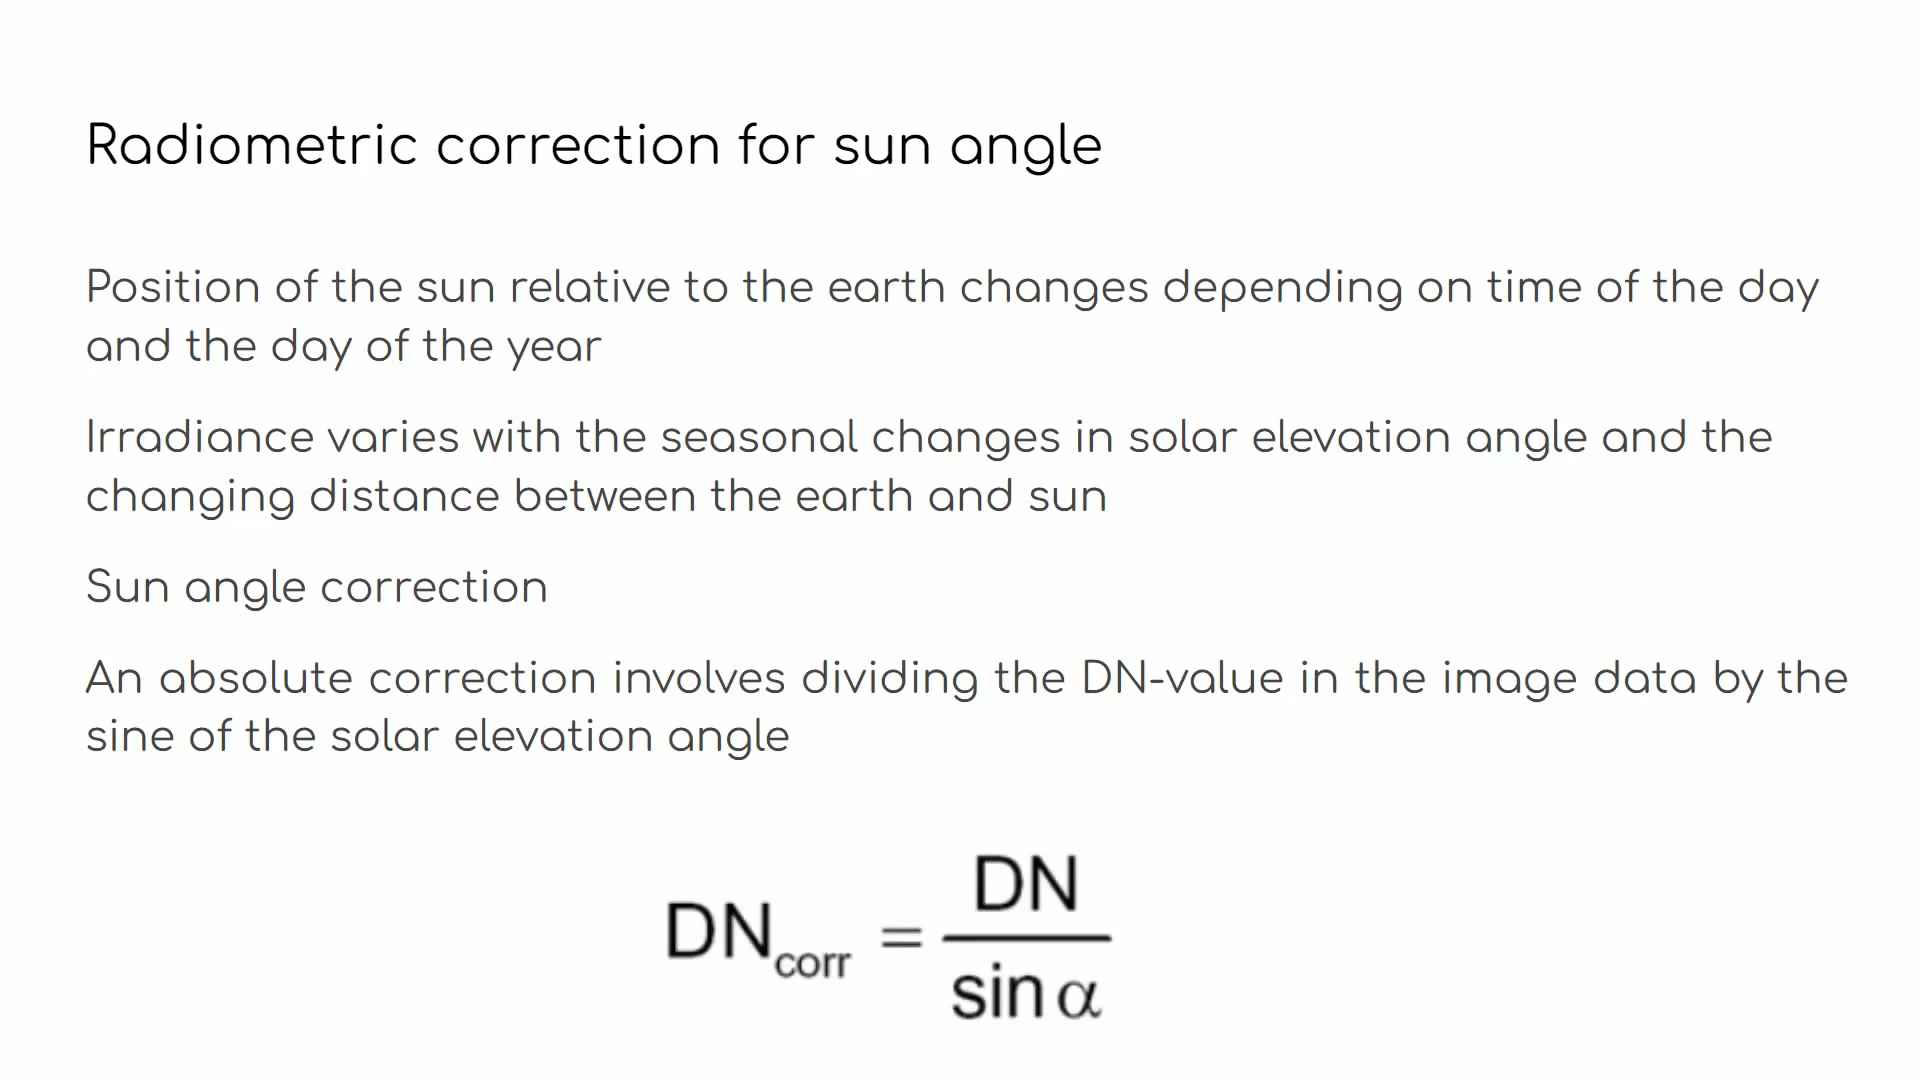 Radiometric correction for sun angle
Position of the sun relative to the earth changes depending on time of the day
and the day of the year
Irradiance varies with the seasonal changes in solar elevation angle and the
changing distance between the earth and sun
Sun angle correction
An absolute correction involves dividing the DN-value in the image data by the
sine of the solar elevation angle
DN
DNcorr =
sin α